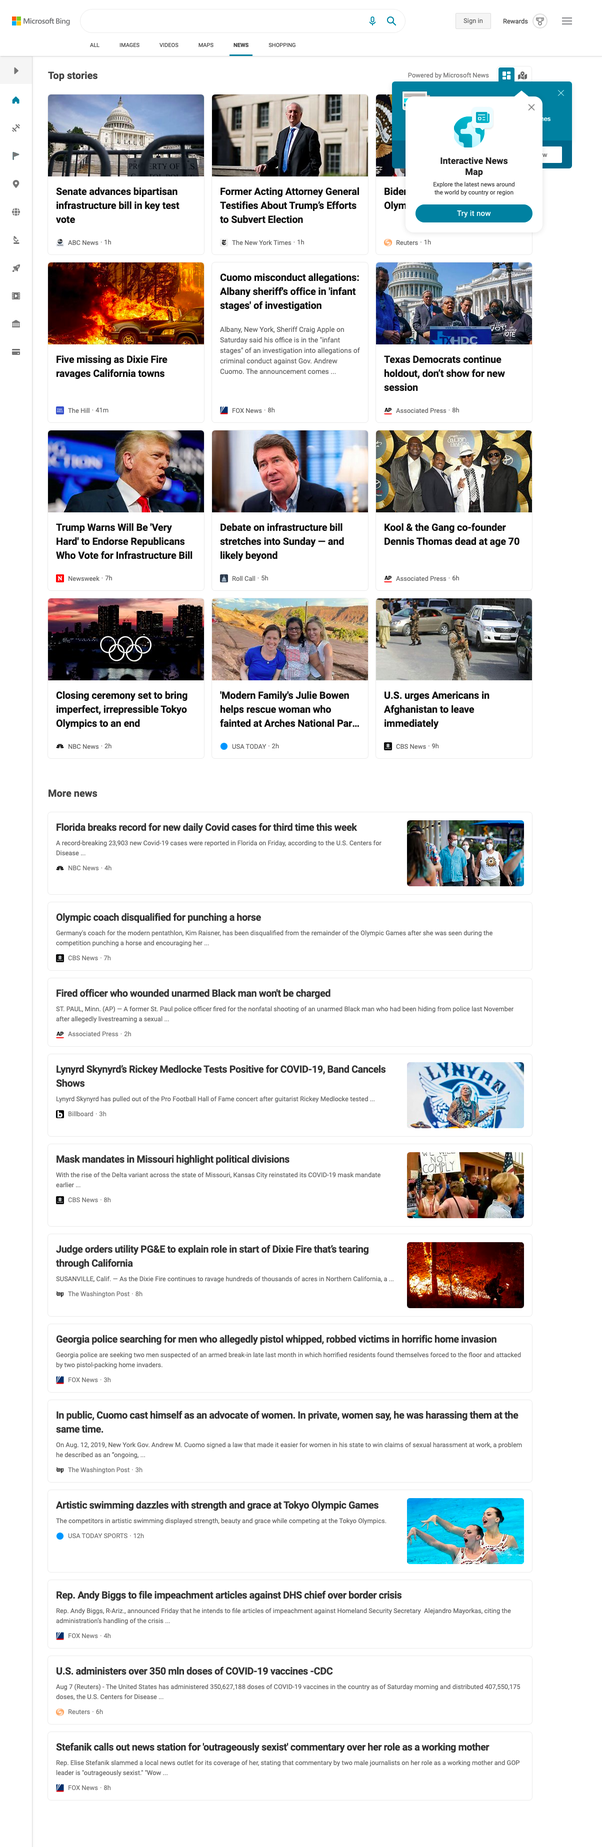 Microsoft Bing
Sign in
Rewards
ALL
IMAGES
VIDEOS
MAPS
NEWS
SHOPPING
Top stories
Powered by Microsoft News
Interactive News
Map
Explore the latest news around
the world by country or region
Try it now
Senate advances bipartisan
infrastructure bill in key test
vote
ABC News · 1h
Former Acting Attorney General
Testifies About Trump's Efforts
to Subvert Election
The New York Times · 1h
Biden
Olym
Reuters · 1h
Five missing as Dixie Fire
ravages California towns
The Hill · 41m
Cuomo misconduct allegations:
Albany sheriff's office in 'infant
stages' of investigation
Albany, New York, Sheriff Craig Apple on
Saturday said his office is in the "infant
stages" of an investigation into allegations of
criminal conduct against Gov. Andrew
Cuomo. The announcement comes ...
FOX News · 8h
Texas Democrats continue
holdout, don't show for new
session
AP Associated Press · 8h
Trump Warns Will Be 'Very
Hard' to Endorse Republicans
Who Vote for Infrastructure Bill
Newsweek · 7h
Debate on infrastructure bill
stretches into Sunday — and
likely beyond
Roll Call · 5h
Kool & the Gang co-founder
Dennis Thomas dead at age 70
AP Associated Press · 6h
Closing ceremony set to bring
imperfect, irrepressible Tokyo
Olympics to an end
NBC News · 2h
'Modern Family's Julie Bowen
helps rescue woman who
fainted at Arches National Par...
USA TODAY · 2h
U.S. urges Americans in
Afghanistan to leave
immediately
CBS News · 9h
More news
Florida breaks record for new daily Covid cases for third time this week
A record-breaking 23,903 new Covid-19 cases were reported in Florida on Friday, according to the U.S. Centers for
Disease ...
NBC News · 4h
Olympic coach disqualified for punching a horse
Germany's coach for the modern pentathlon, Kim Raisner, has been disqualified from the remainder of the Olympic Games after she was seen during the
competition punching a horse and encouraging her ...
CBS News · 7h
Fired officer who wounded unarmed Black man won't be charged
ST. PAUL, Minn. (AP) — A former St. Paul police officer fired for the nonfatal shooting of an unarmed Black man who had been hiding from police last November
after allegedly livestreaming a sexual ...
AP Associated Press · 2h
Lynyrd Skynyrd's Rickey Medlocke Tests Positive for COVID-19, Band Cancels
Shows
Lynyrd Skynyrd has pulled out of the Pro Football Hall of Fame concert after guitarist Rickey Medlocke tested ...
Billboard · 3h
Mask mandates in Missouri highlight political divisions
With the rise of the Delta variant across the state of Missouri, Kansas City reinstated its COVID-19 mask mandate
earlier ...
CBS News · 8h
Judge orders utility PG&E to explain role in start of Dixie Fire that's tearing
through California
SUSANVILLE, Calif. — As the Dixie Fire continues to ravage hundreds of thousands of acres in Northern California, a ...
The Washington Post · 8h
Georgia police searching for men who allegedly pistol whipped, robbed victims in horrific home invasion
Georgia police are seeking two men suspected of an armed break-in late last month in which horrified residents found themselves forced to the floor and attacked
by two pistol-packing home invaders.
FOX News · 3h
In public, Cuomo cast himself as an advocate of women. In private, women say, he was harassing them at the
same time.
On Aug. 12, 2019, New York Gov. Andrew M. Cuomo signed a law that made it easier for women in his state to win claims of sexual harassment at work, a problem
he described as an "ongoing, ...
The Washington Post · 3h
Artistic swimming dazzles with strength and grace at Tokyo Olympic Games
The competitors in artistic swimming displayed strength, beauty and grace while competing at the Tokyo Olympics.
USA TODAY SPORTS · 12h
Rep. Andy Biggs to file impeachment articles against DHS chief over border crisis
Rep. Andy Biggs, R-Ariz., announced Friday that he intends to file articles of impeachment against Homeland Security Secretary Alejandro Mayorkas, citing the
administration's handling of the crisis ...
FOX News · 4h
U.S. administers over 350 mln doses of COVID-19 vaccines -CDC
Aug 7 (Reuters) - The United States has administered 350,627,188 doses of COVID-19 vaccines in the country as of Saturday morning and distributed 407,550,175
doses, the U.S. Centers for Disease ...
Reuters · 6h
Stefanik calls out news station for 'outrageously sexist' commentary over her role as a working mother
Rep. Elise Stefanik slammed a local news outlet for its coverage of her, stating that commentary by two male journalists on her role as a working mother and GOP
leader is "outrageously sexist." "Wow ...
FOX News · 8h